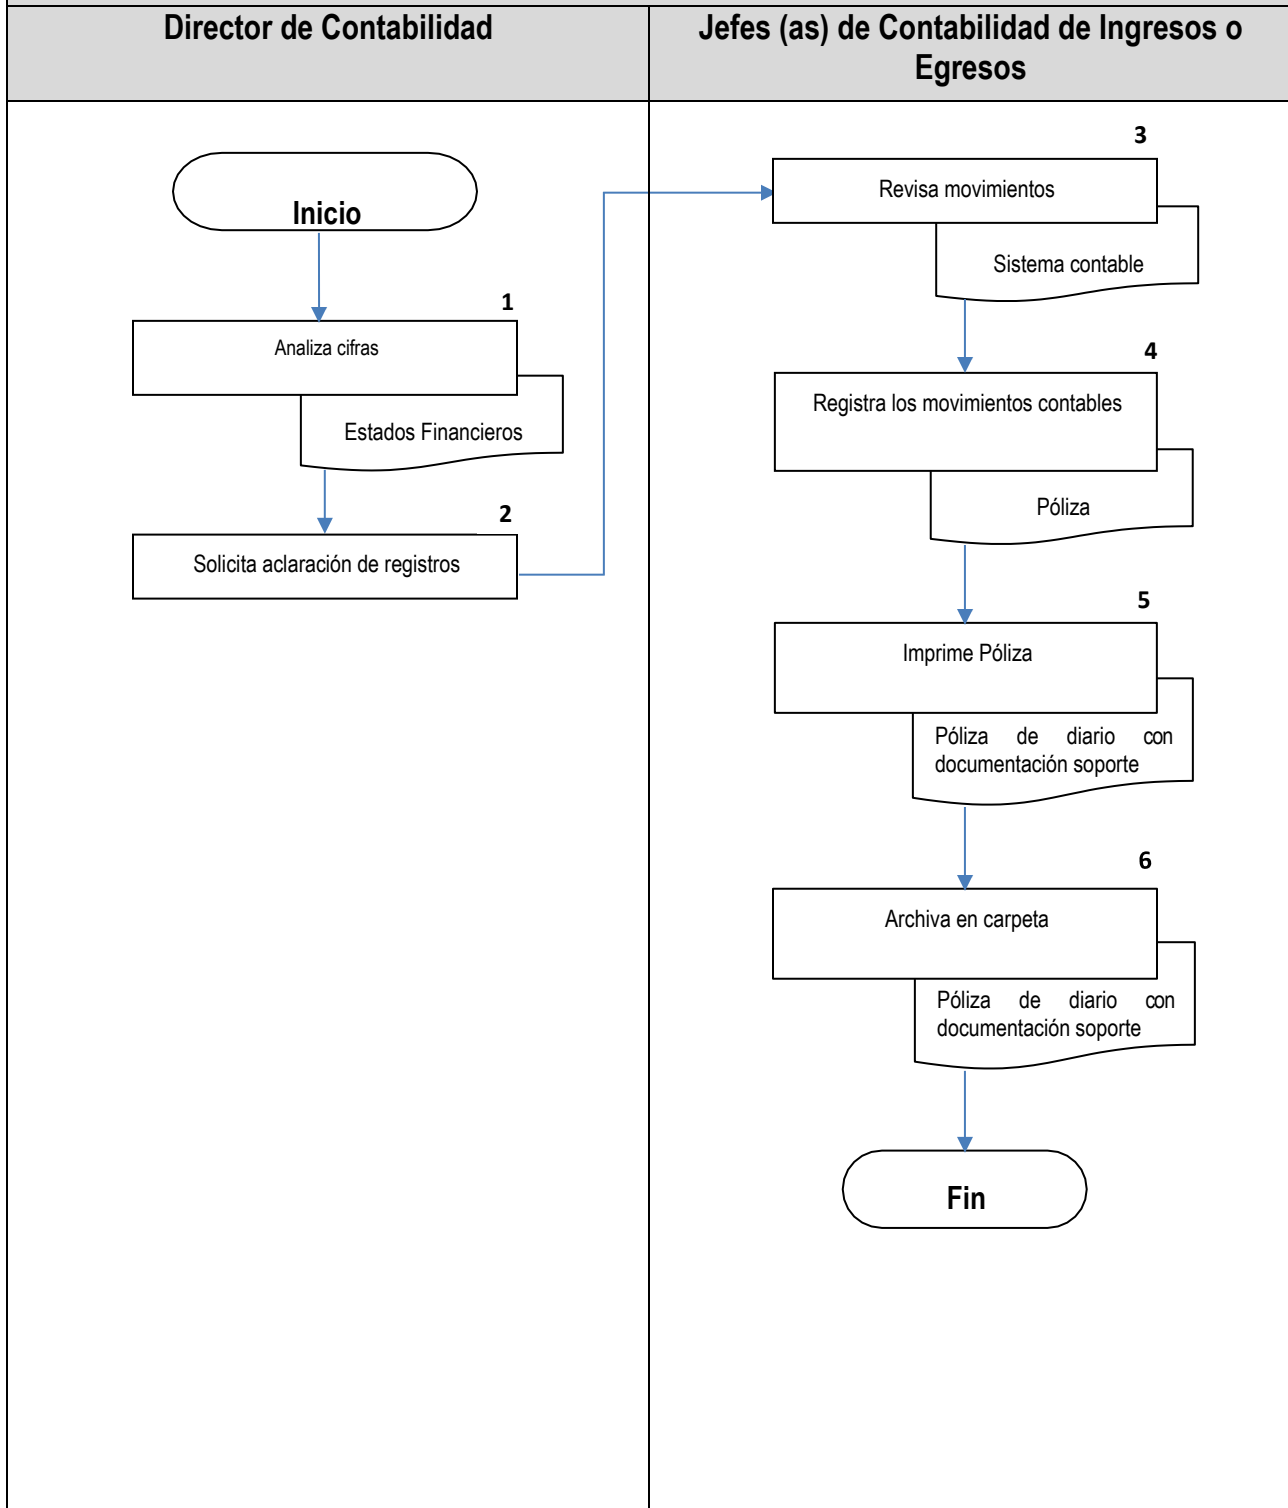 Director de Contabilidad
Jefes (as) de Contabilidad de Ingresos o
Egresos
Inicio
1
Analiza cifras
Estados Financieros
2
Solicita aclaración de registros
3
Revisa movimientos
Sistema contable
4
Registra los movimientos contables
Póliza
5
Imprime Póliza
Póliza de diario con
documentación soporte
6
Archiva en carpeta
Póliza de diario con
documentación soporte
Fin